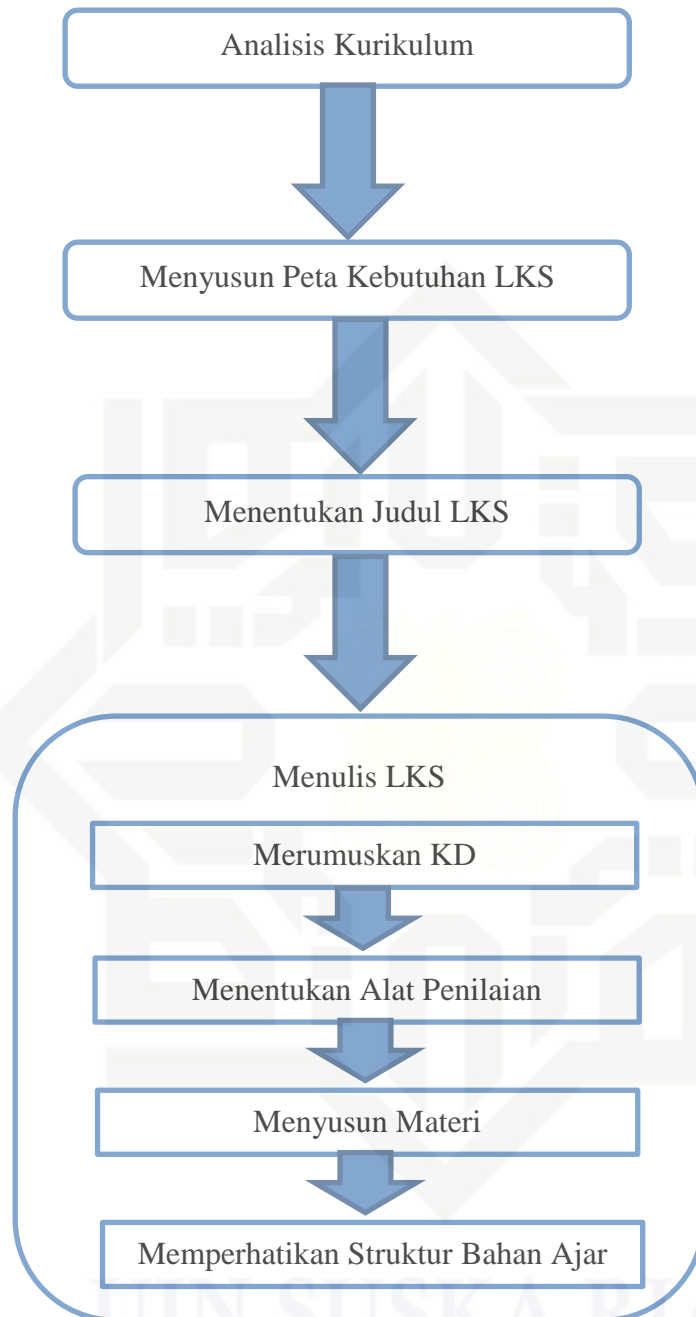 Analisis Kurikulum
Menyusun Peta Kebutuhan LKS
Menentukan Judul LKS
Menulis LKS
Merumuskan KD
Menentukan Alat Penilaian
Menyusun Materi
Memperhatikan Struktur Bahan Ajar